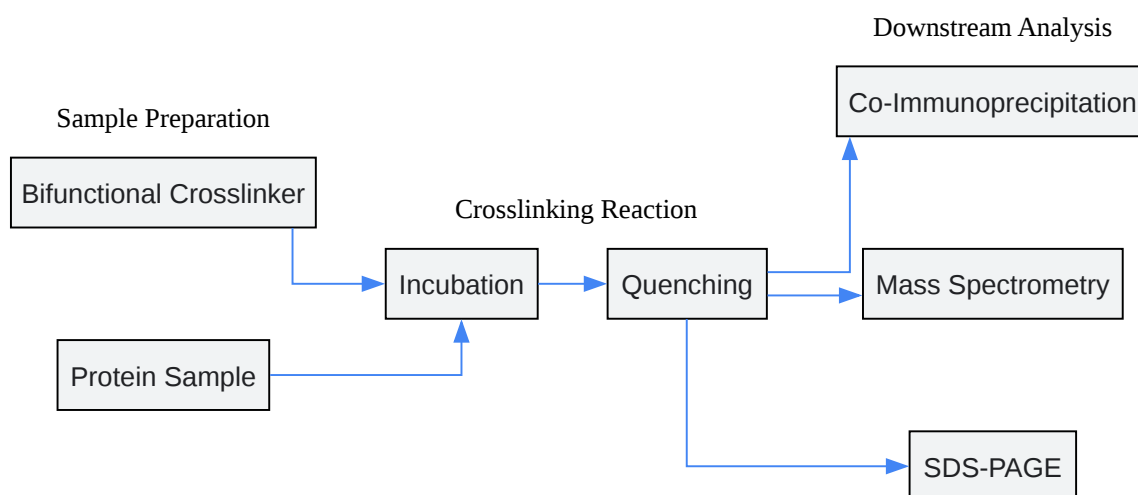 Sample Preparation
Bifunctional Crosslinker
Protein Sample
Crosslinking Reaction
Incubation
Quenching
Downstream Analysis
Co-Immunoprecipitation
Mass Spectrometry
SDS-PAGE